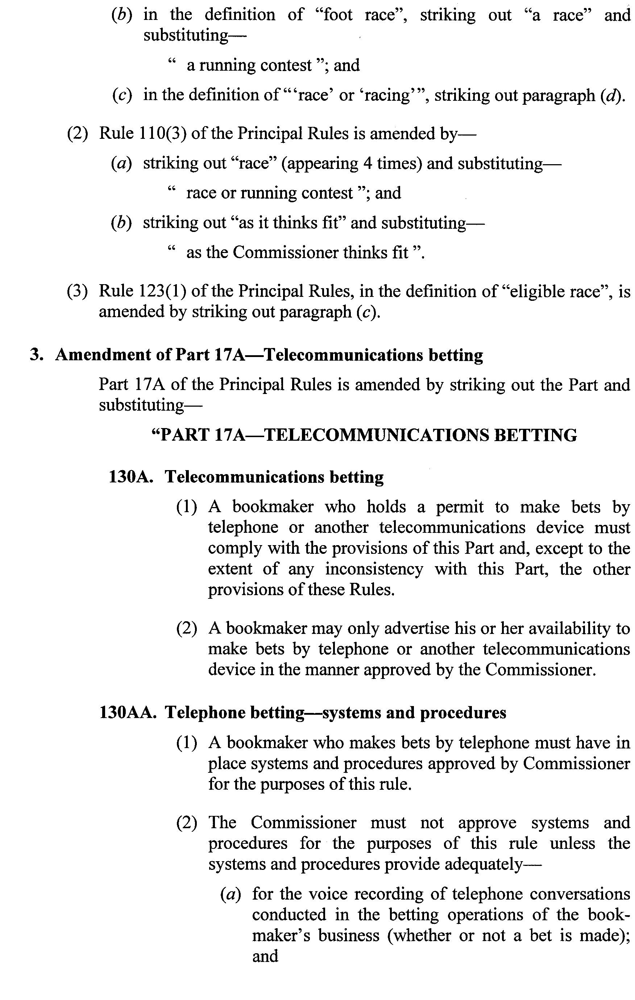 (b) in the definition of “foot race”, striking out “a race” and
substituting—
“ a running contest ”; and
(c) in the definition of “‘race’ or ‘racing’”, striking out paragraph (d).
(2) Rule 110(3) of the Principal Rules is amended by—
(a) striking out “race” (appearing 4 times) and substituting—
“ race or running contest ”; and
(b) striking out “as it thinks fit” and substituting—
“ as the Commissioner thinks fit ”.
(3) Rule 123(1) of the Principal Rules, in the definition of “eligible race”, is
amended by striking out paragraph (c).
3. Amendment of Part 17A—Telecommunications betting
Part 17A of the Principal Rules is amended by striking out the Part and
substituting—
“PART 17A—TELECOMMUNICATIONS BETTING
130A. Telecommunications betting
(1) A bookmaker who holds a permit to make bets by
telephone or another telecommunications device must
comply with the provisions of this Part and, except to the
extent of any inconsistency with this Part, the other
provisions of these Rules.
(2) A bookmaker may only advertise his or her availability to
make bets by telephone or another telecommunications
device in the manner approved by the Commissioner.
130AA. Telephone betting—systems and procedures
(1) A bookmaker who makes bets by telephone must have in
place systems and procedures approved by Commissioner
for the purposes of this rule.
(2) The Commissioner must not approve systems and
procedures for the purposes of this rule unless the
systems and procedures provide adequately—
(a) for the voice recording of telephone conversations
conducted in the betting operations of the book-
maker’s business (whether or not a bet is made);
and